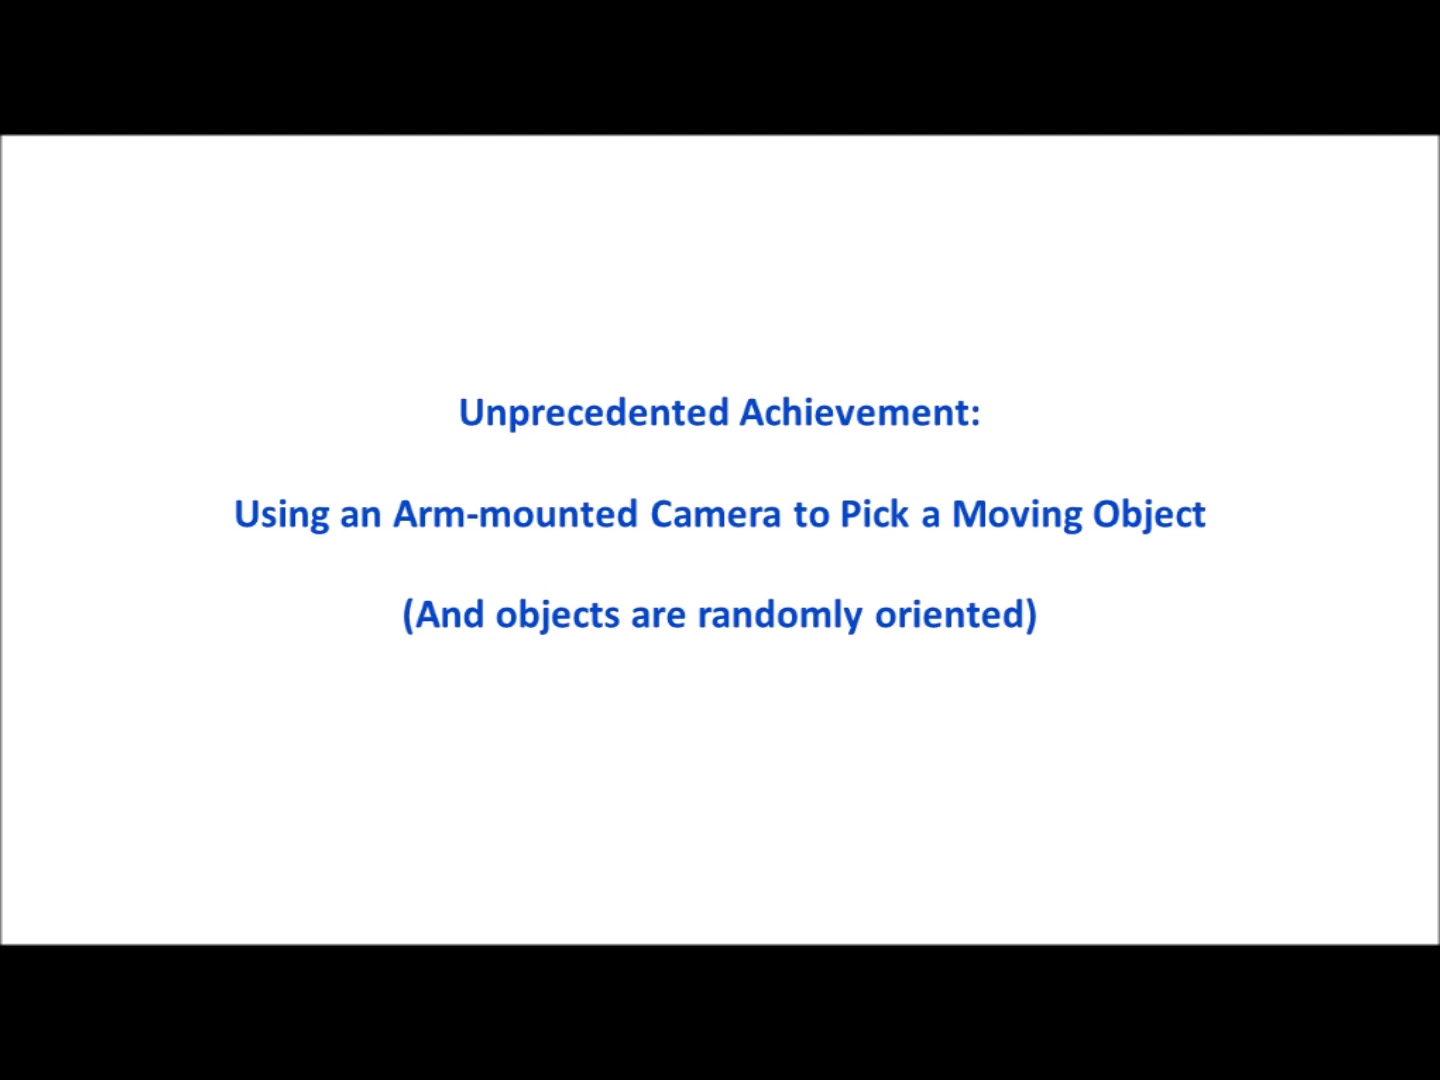 Unprecedented Achievement:
Using an Arm-mounted Camera to Pick a Moving Object
(And objects are randomly oriented)